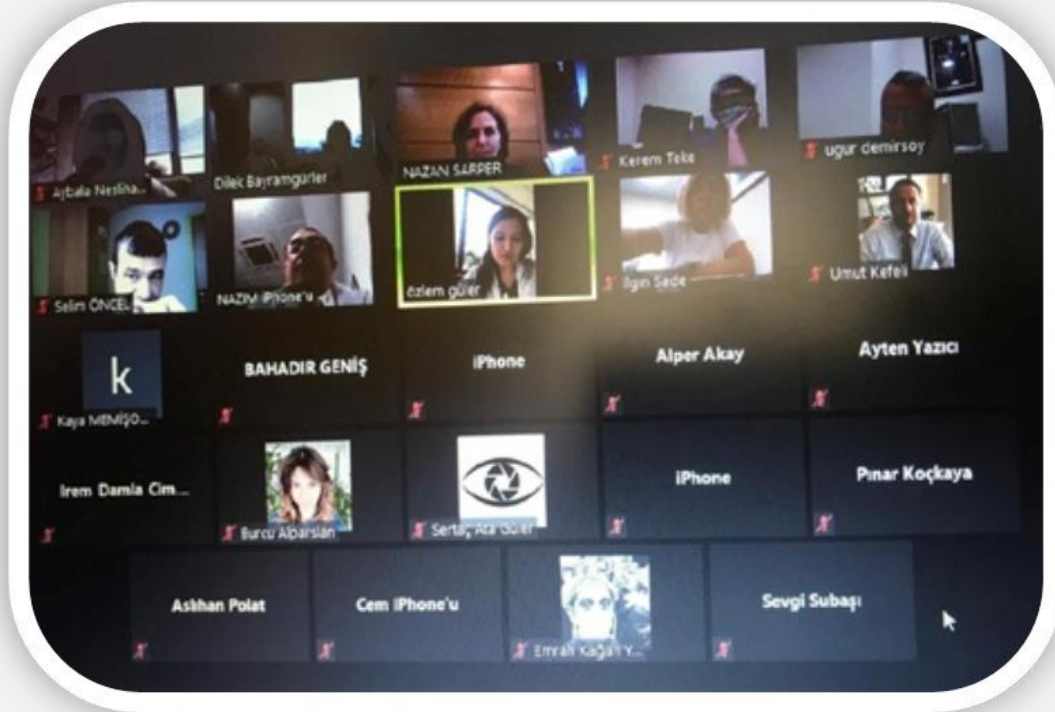 Aybala Nesliha...
Dilek Bayramgürler
NAZAN SARPER
Kerem Teke
ugur demirsoy
Selim ÖNCEL
NAZIM iPhone'u
özlem güler
Ilgın Sade
Umut Kefeli
k
Kaya MEMİŞO...
BAHADIR GENİŞ
iPhone
Alper Akay
Ayten Yazıcı
Irem Damla Cim...
Burcu Alparslan
Sertaç Ata Güler
iPhone
Pınar Koçkaya
Aslıhan Polat
Cem iPhone'u
Emrah Kağan Y...
Sevgi Subaşı